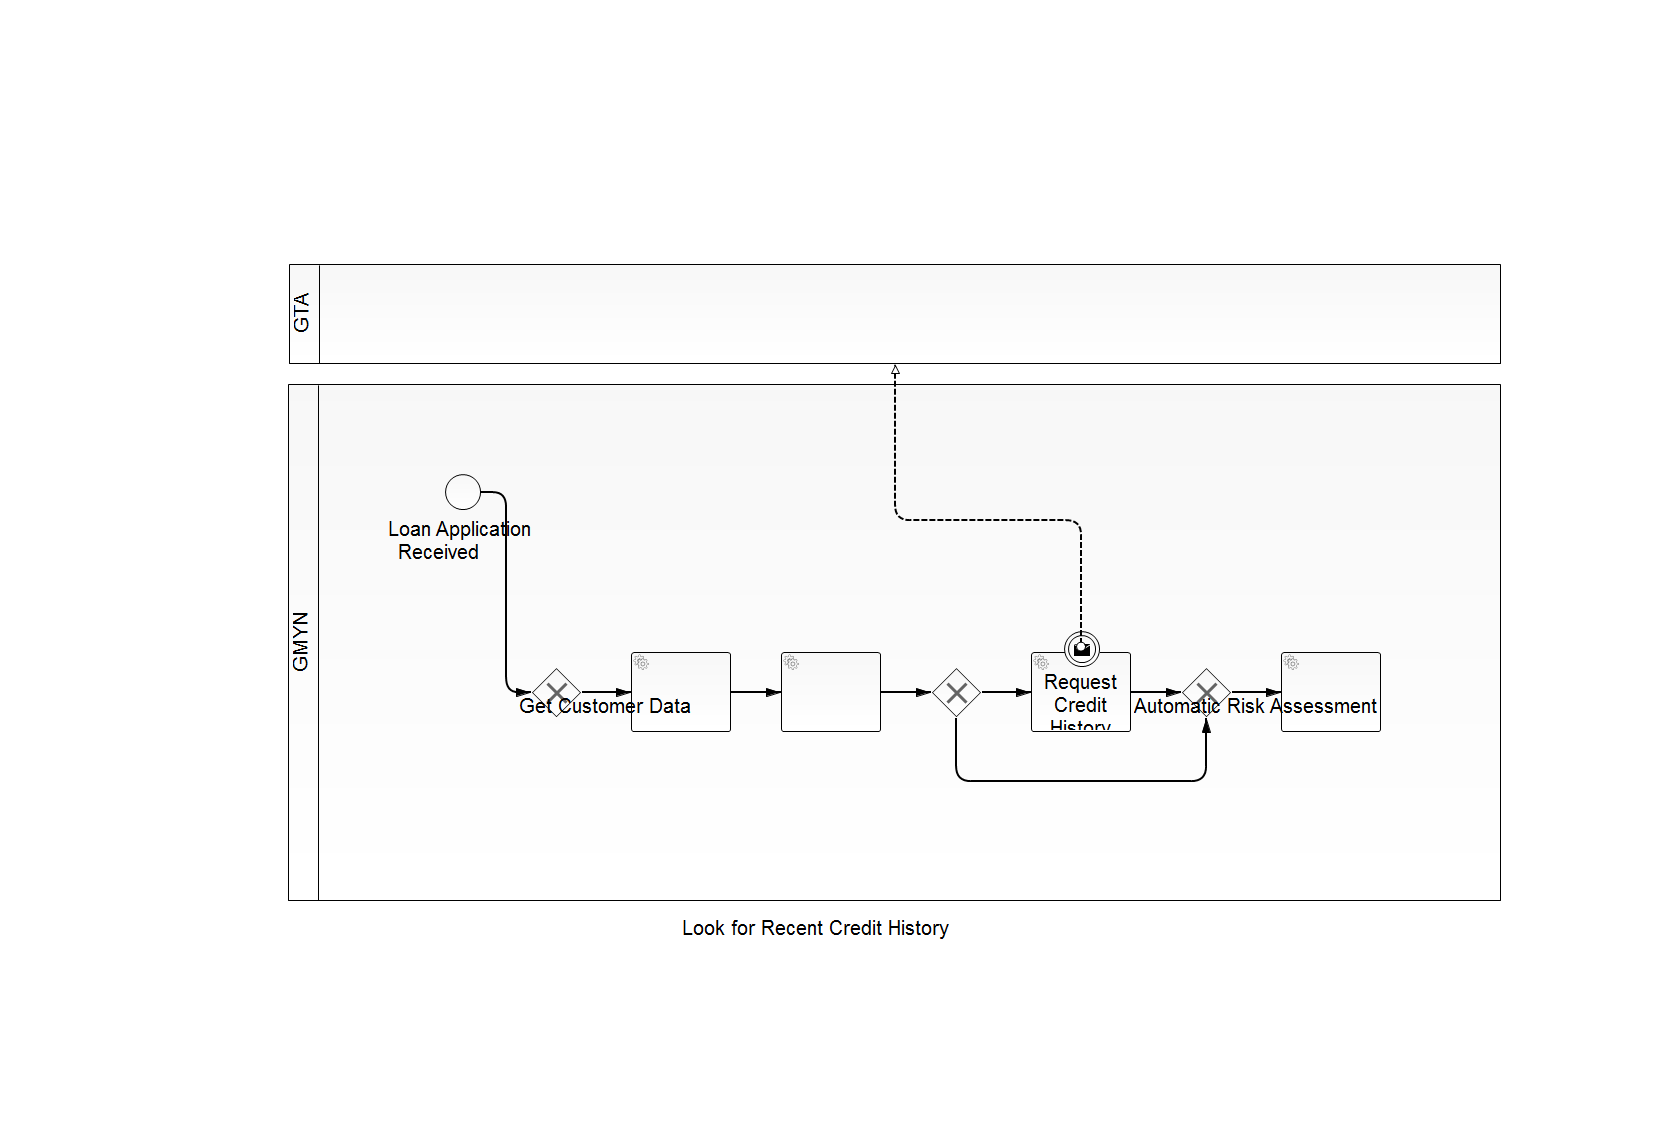 GTA
GMYN
Loan Application
Received
Get Customer Data
Request
Credit
History
Automatic Risk Assessment
Look for Recent Credit History